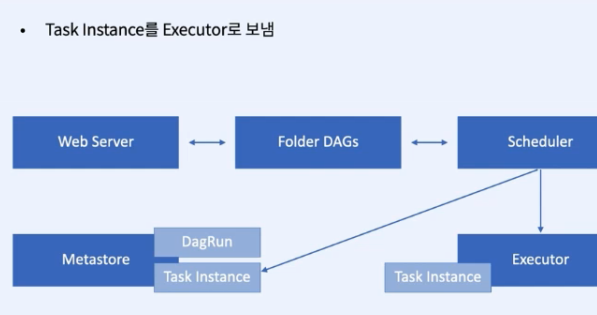 • Task Instance를 Executor로 보냄
Web Server
Folder DAGs
Scheduler
DagRun
Metastore
Task Instance
Task Instance
Executor